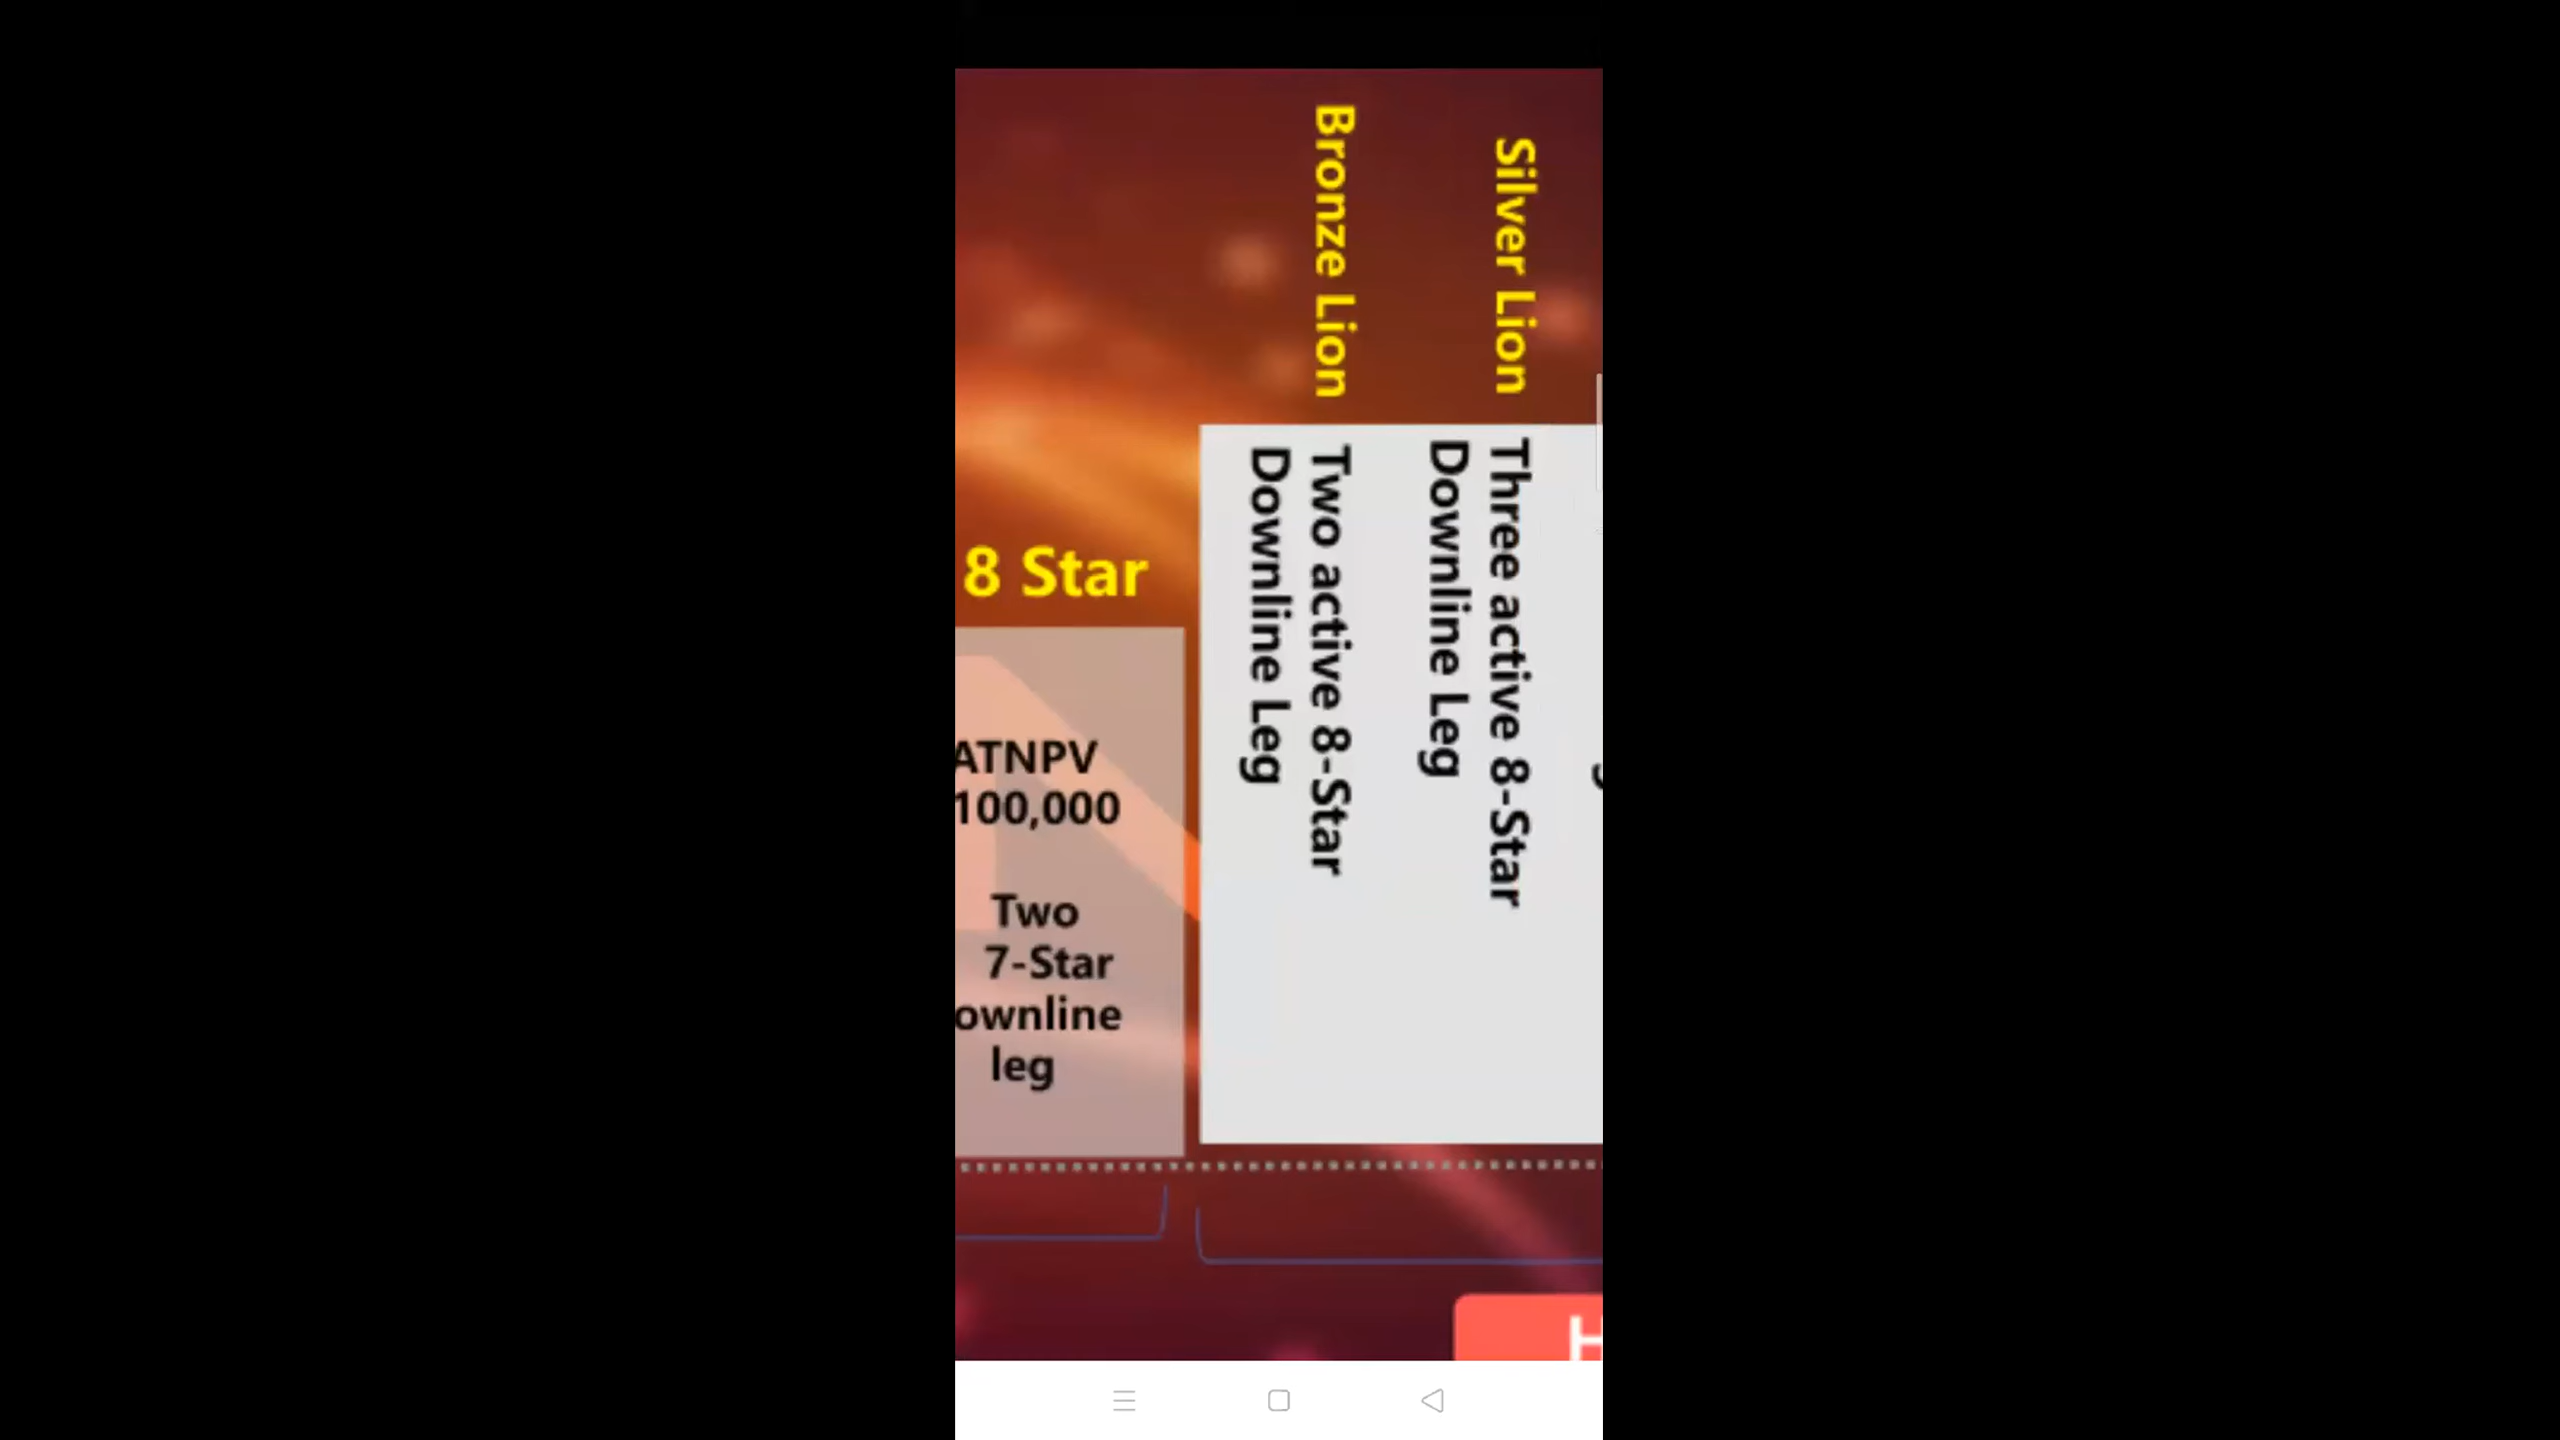 8 Star
ATNPV
100,000
Two
7-Star
ownline
leg
Bronze Lion
Two active 8-Star
Downline Leg
Silver Lion
Three active 8-Star
Downline Leg
H